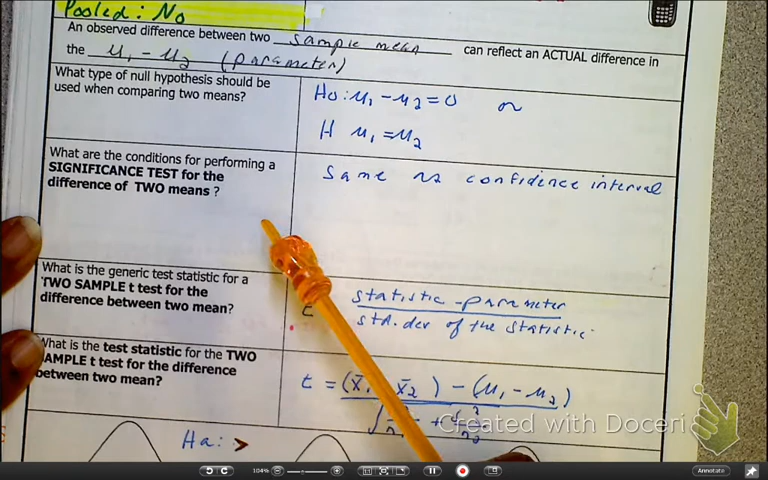 Pooled: No
An observed difference between two sample mean can reflect an ACTUAL difference in
the μ₁ - μ₂ (parameter)
What type of null hypothesis should be
used when comparing two means?
H₀: μ₁ - μ₂ = 0 or
H μ₁ = μ₂
What are the conditions for performing a
SIGNIFICANCE TEST for the
difference of TWO means ?
Same as confidence interval
What is the generic test statistic for a
TWO SAMPLE t test for the
difference between two mean?
t statistic - parameter
std. dev of the statistic
What is the test statistic for the TWO
AMPLE t test for the difference
between two mean?
t = (x̄₁ x̄₂) - (μ₁ - μ₂)
Ha: >
Created with Doceri
104%
Annotate